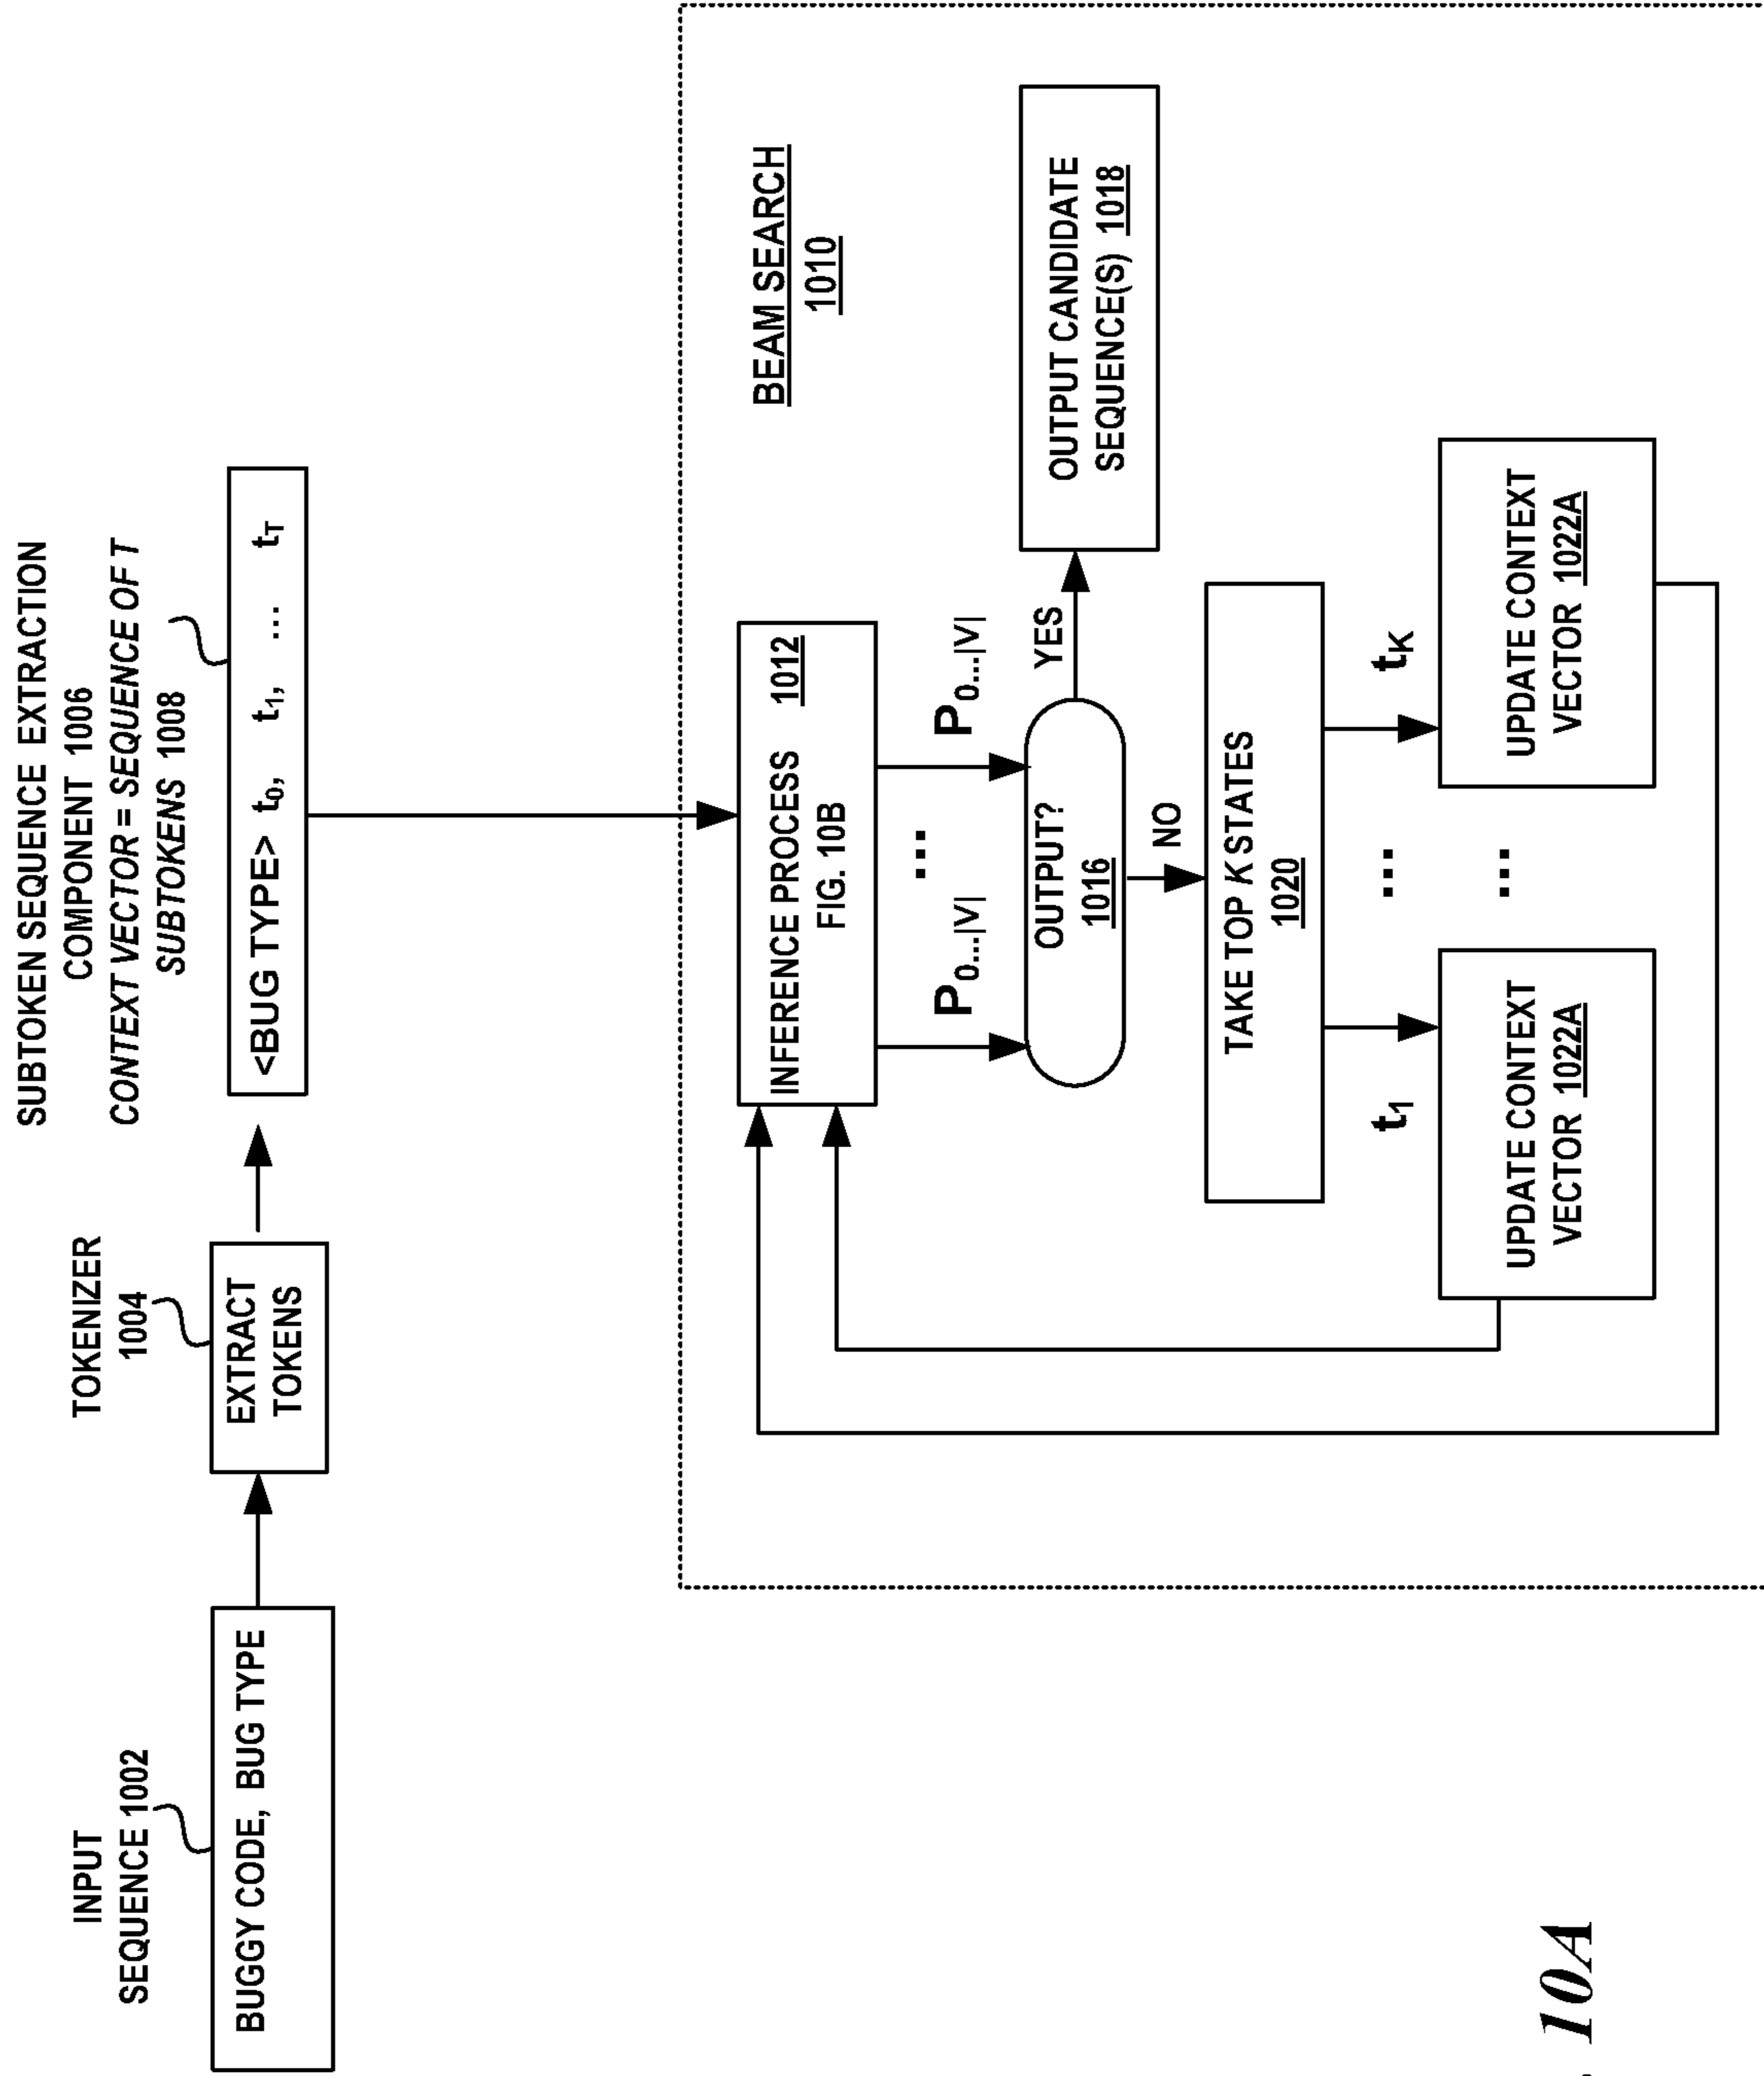 INPUT
SEQUENCE 1002
BUGGY CODE, BUG TYPE
TOKENIZER
1004
EXTRACT
TOKENS
SUBTOKEN SEQUENCE EXTRACTION
COMPONENT 1006
CONTEXT VECTOR = SEQUENCE OF T
SUBTOKENS 1008
<BUG TYPE> t0, t1, ... tT
BEAM SEARCH
1010
INFERENCE PROCESS 1012
FIG. 10B
P0...|V| ... P0...|V|
OUTPUT?
1016
YES
OUTPUT CANDIDATE
SEQUENCE(S) 1018
NO
TAKE TOP K STATES
1020
t1 ... tK
UPDATE CONTEXT
VECTOR 1022A
...
UPDATE CONTEXT
VECTOR 1022A
. 10A